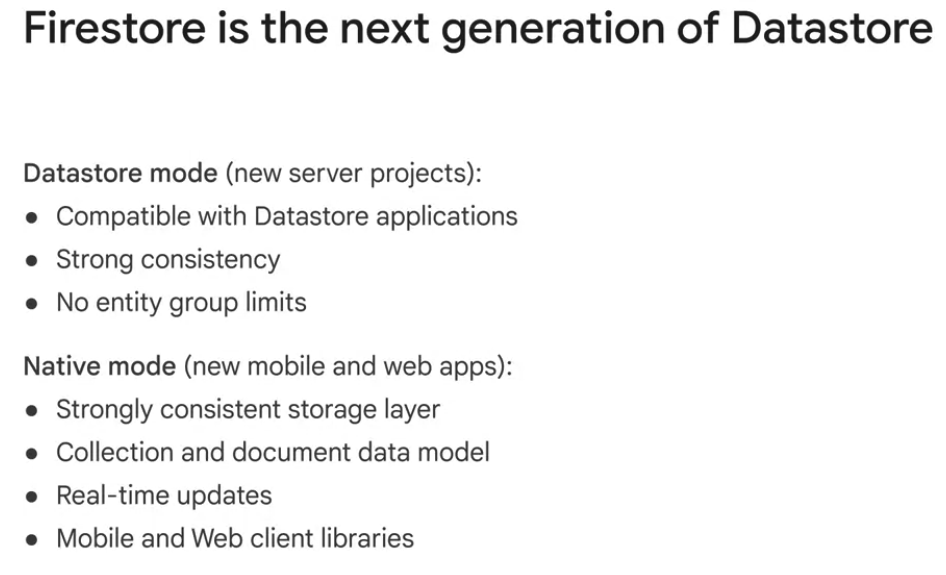 Firestore is the next generation of Datastore
Datastore mode (new server projects):
● Compatible with Datastore applications
● Strong consistency
● No entity group limits
Native mode (new mobile and web apps):
● Strongly consistent storage layer
● Collection and document data model
● Real-time updates
● Mobile and Web client libraries